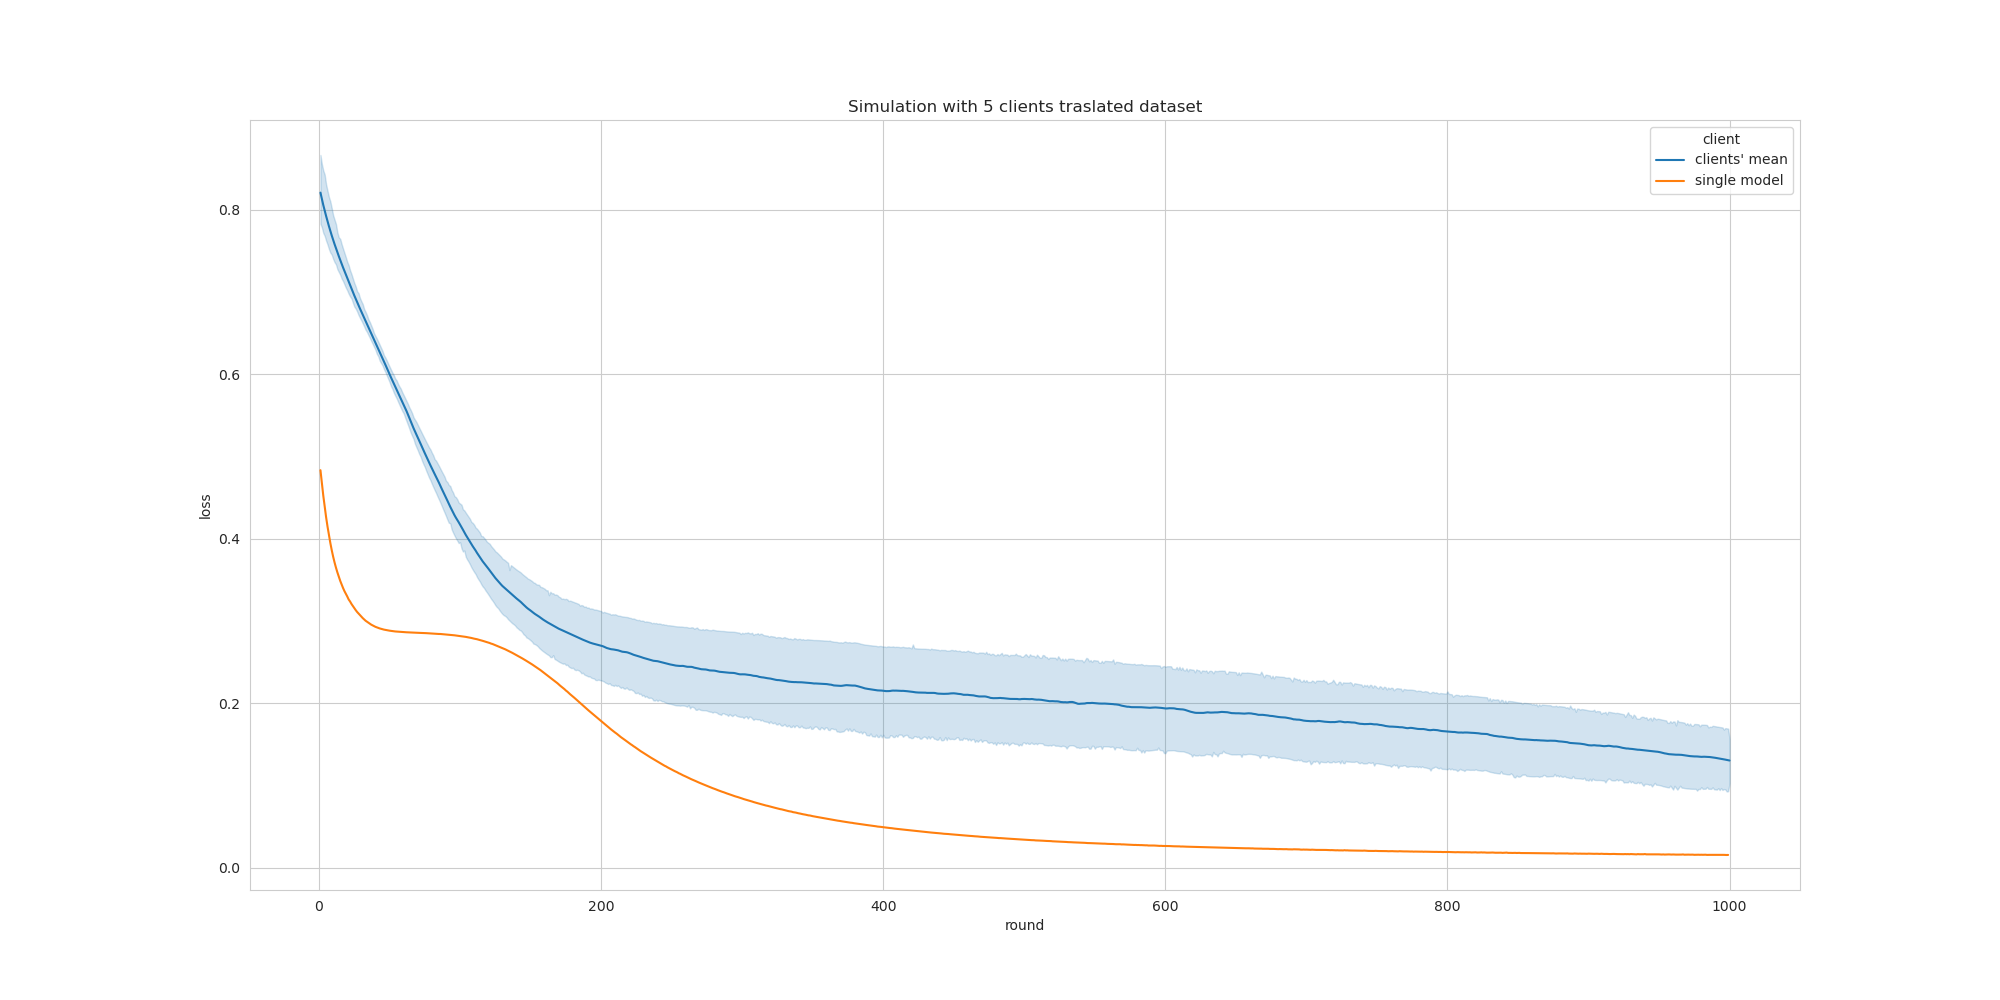 Simulation with 5 clients traslated dataset
client
clients' mean
single model
loss
0.8
0.6
0.4
0.2
0.0
0 200 400 600 800 1000
round